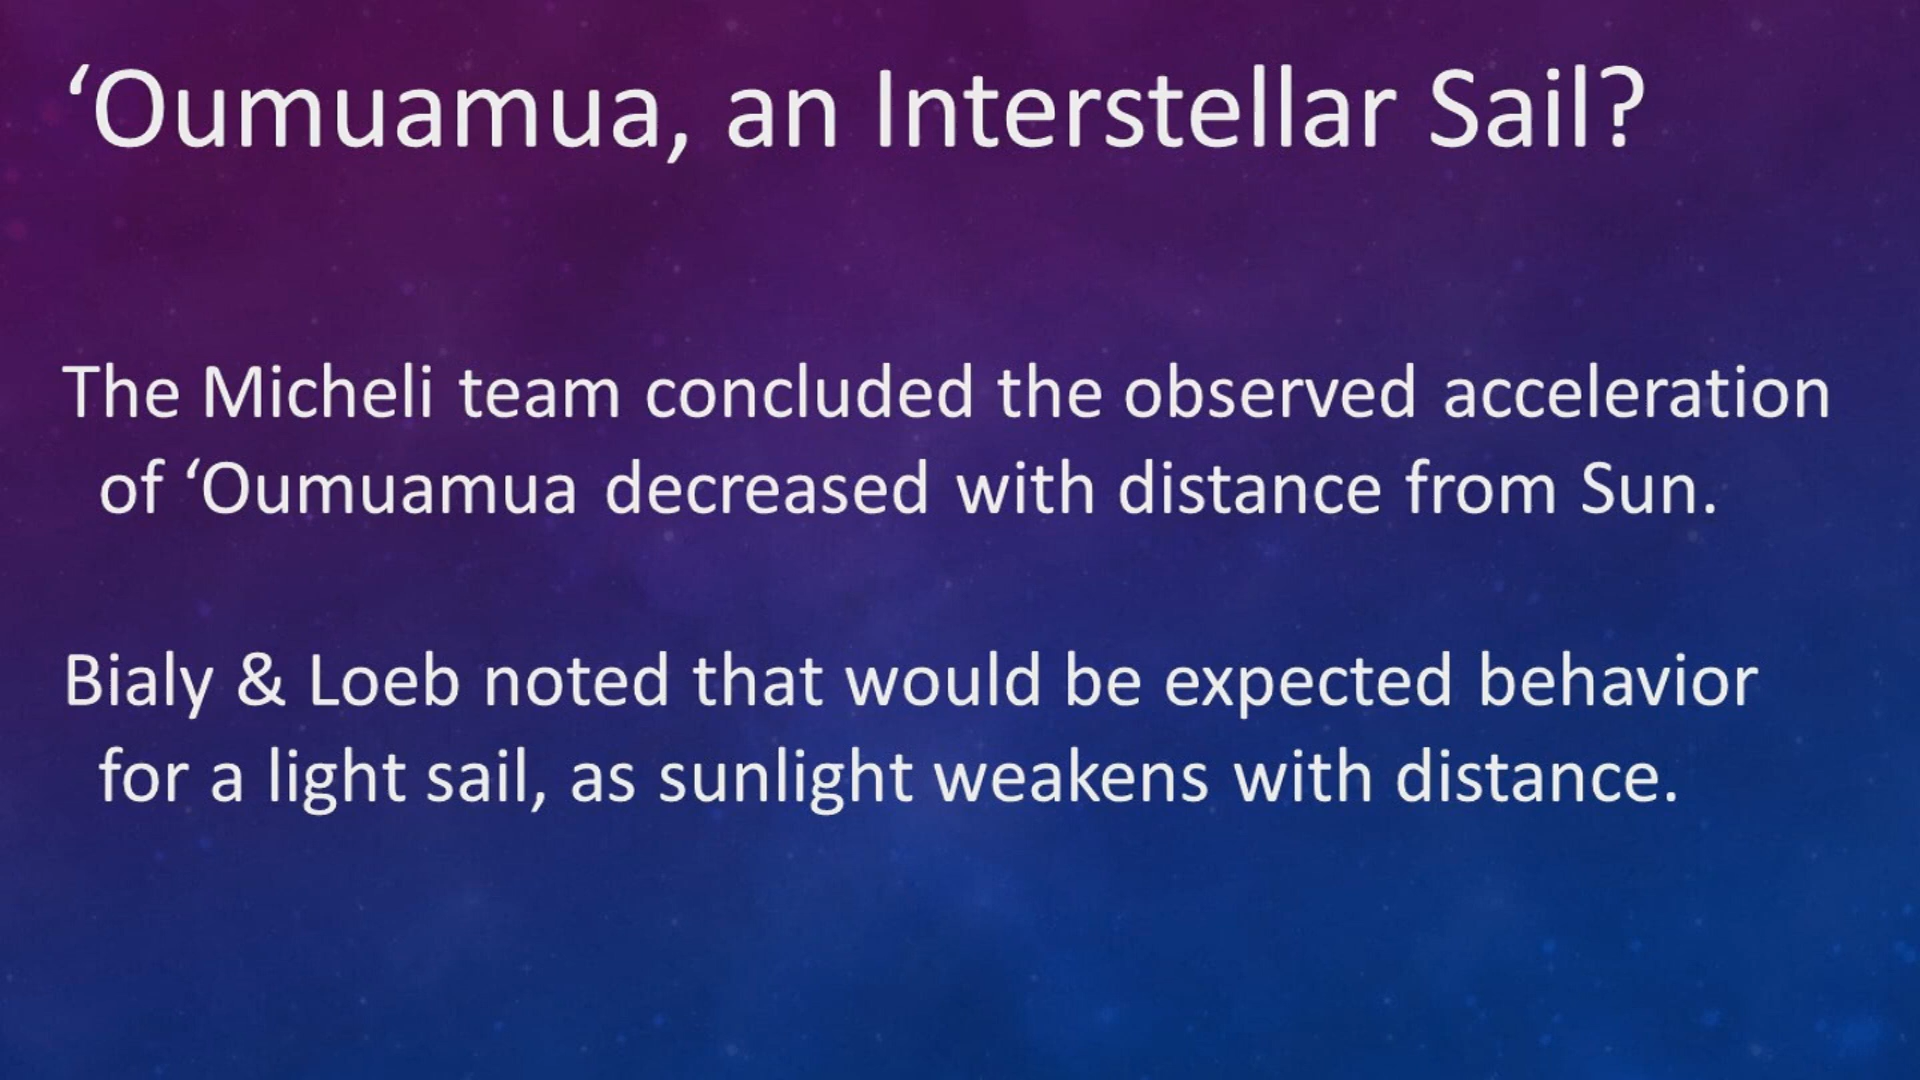 ‘Oumuamua, an Interstellar Sail?
The Micheli team concluded the observed acceleration
of ‘Oumuamua decreased with distance from Sun.
Bialy & Loeb noted that would be expected behavior
for a light sail, as sunlight weakens with distance.